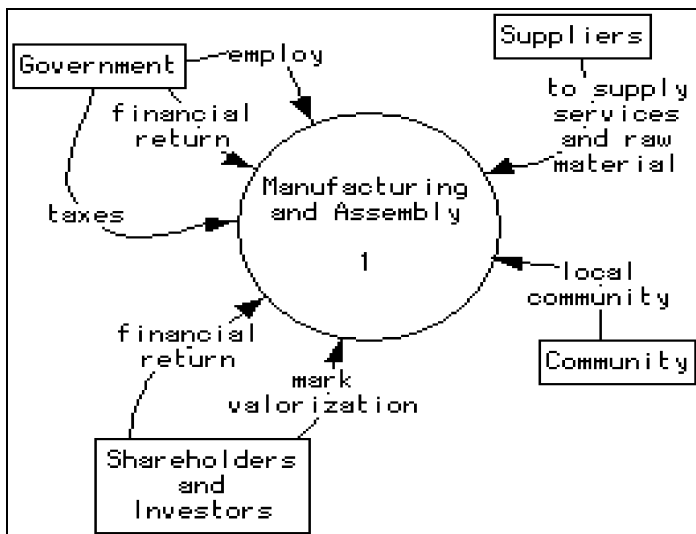 Government
employ
financial
return
taxes
Suppliers
to supply
services
and raw
material
Manufacturing
and Assembly
1
local
community
Community
financial
return
mark
valorization
Shareholders
and
Investors